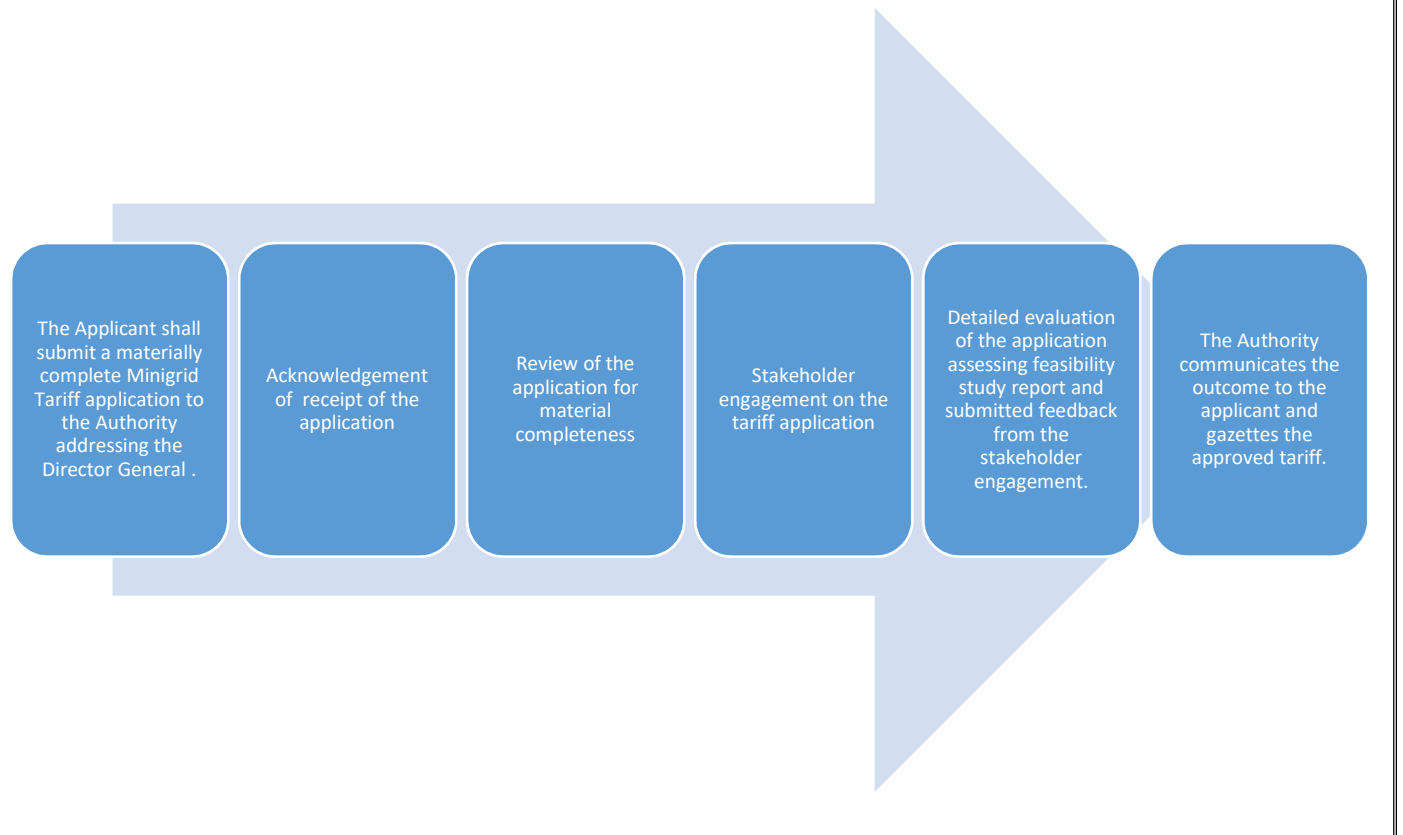 The Applicant shall
submit a materially
complete Minigrid
Tariff application to
the Authority
addressing the
Director General .
Acknowledgement
of  receipt of the
application
Review of the
application for
material
completeness
Stakeholder
engagement on the
tariff application
Detailed evaluation
of the application
assessing feasibility
study report and
submitted feedback
from the
stakeholder
engagement.
The Authority
communicates the
outcome to the
applicant and
gazettes the
approved tariff.